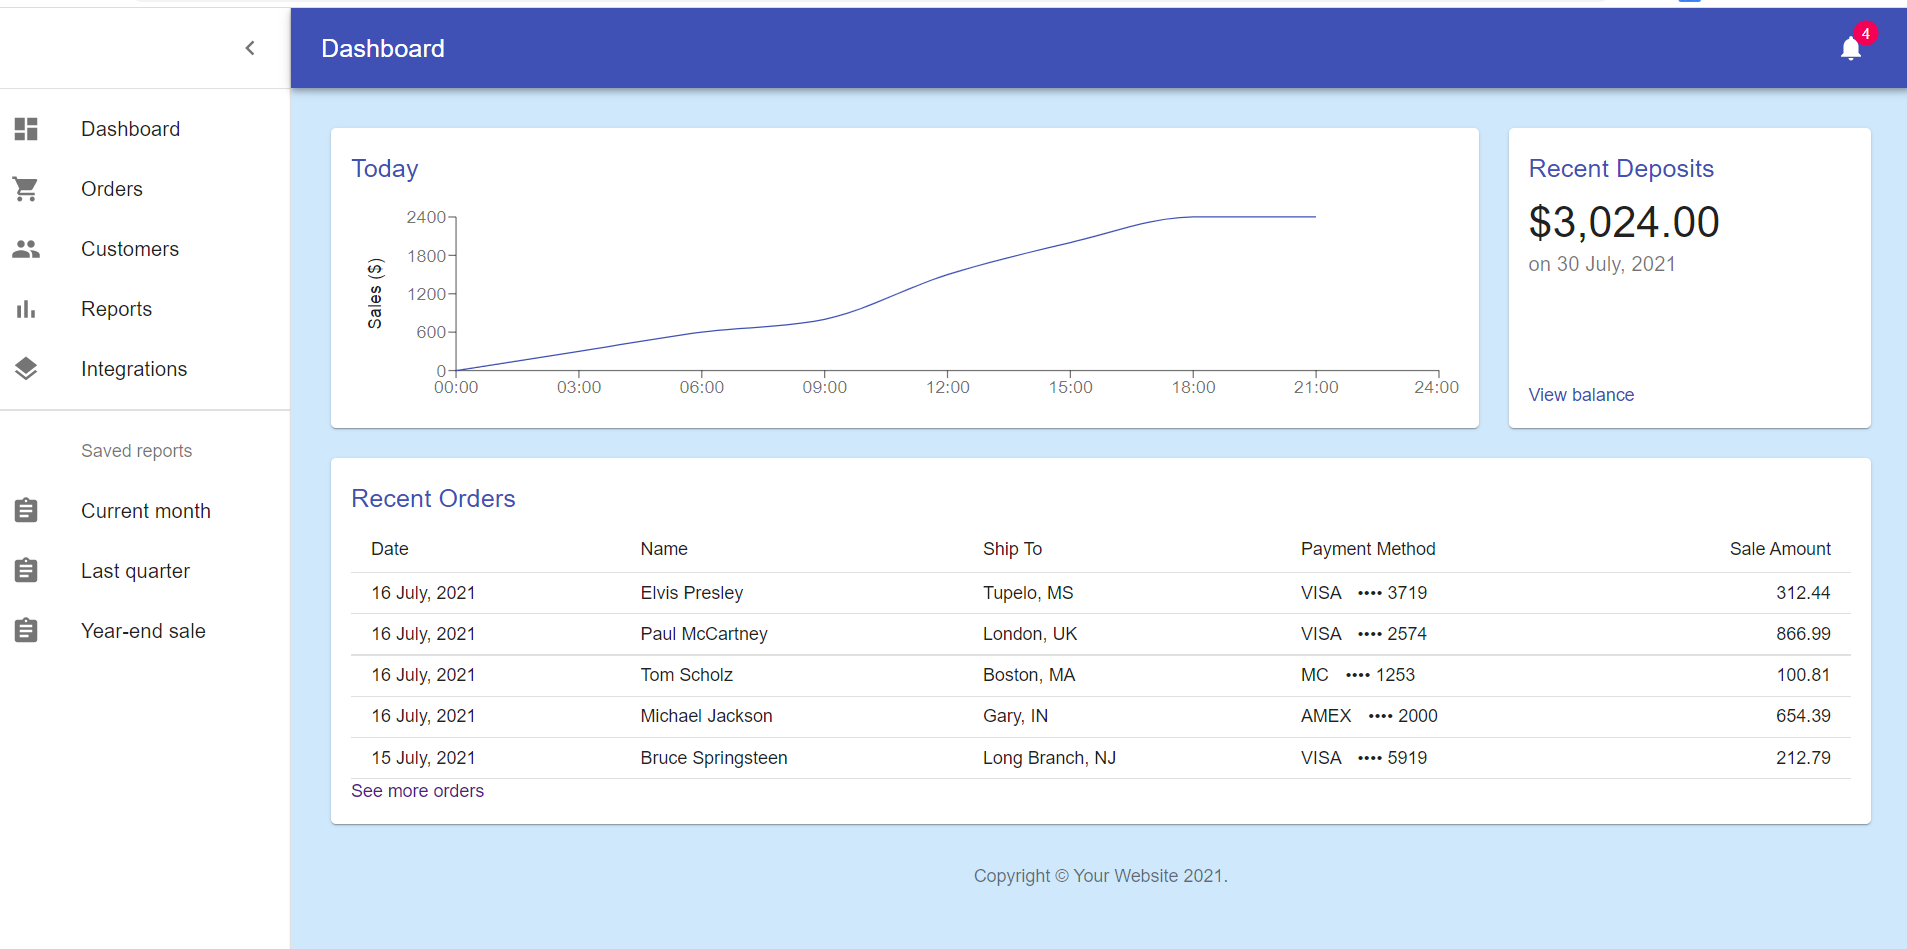 Dashboard
4
Dashboard
Orders
Customers
Reports
Integrations
Saved reports
Current month
Last quarter
Year-end sale
Today
Sales ($)
2400
1800
1200
600
0
00:00 03:00 06:00 09:00 12:00 15:00 18:00 21:00 24:00
Recent Deposits
$3,024.00
on 30 July, 2021
View balance
Recent Orders
Date Name Ship To Payment Method Sale Amount
16 July, 2021 Elvis Presley Tupelo, MS VISA •••• 3719 312.44
16 July, 2021 Paul McCartney London, UK VISA •••• 2574 866.99
16 July, 2021 Tom Scholz Boston, MA MC •••• 1253 100.81
16 July, 2021 Michael Jackson Gary, IN AMEX •••• 2000 654.39
15 July, 2021 Bruce Springsteen Long Branch, NJ VISA •••• 5919 212.79
See more orders
Copyright © Your Website 2021.